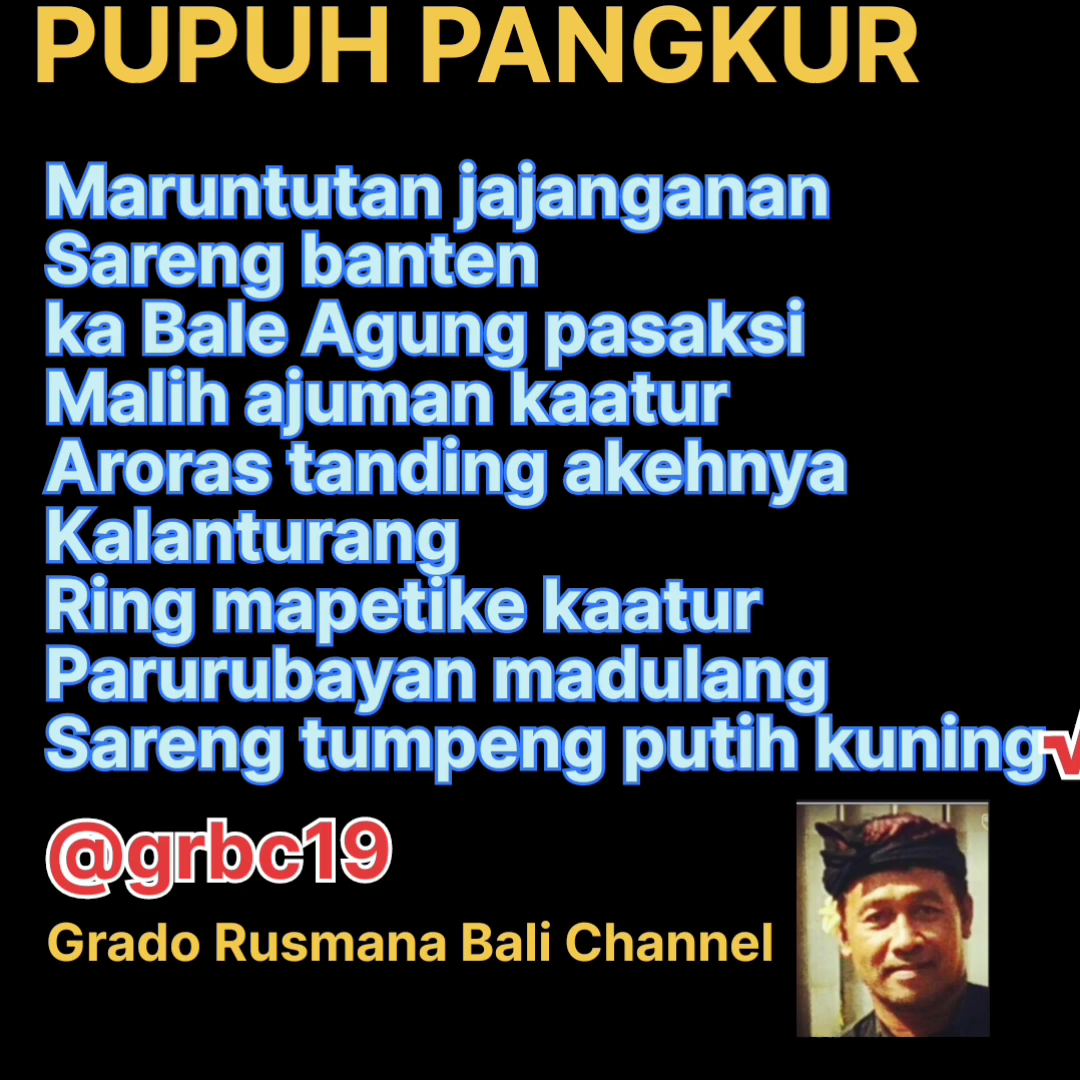 PUPUH PANGKUR
Maruntutan jajanganan
Sareng banten
ka Bale Agung pasaksi
Malih ajuman kaatur
Aroras tanding akehnya
Kalanturang
Ring mapetike kaatur
Parurubayan madulang
Sareng tumpeng putih kuning
@grbc19
Grado Rusmana Bali Channel